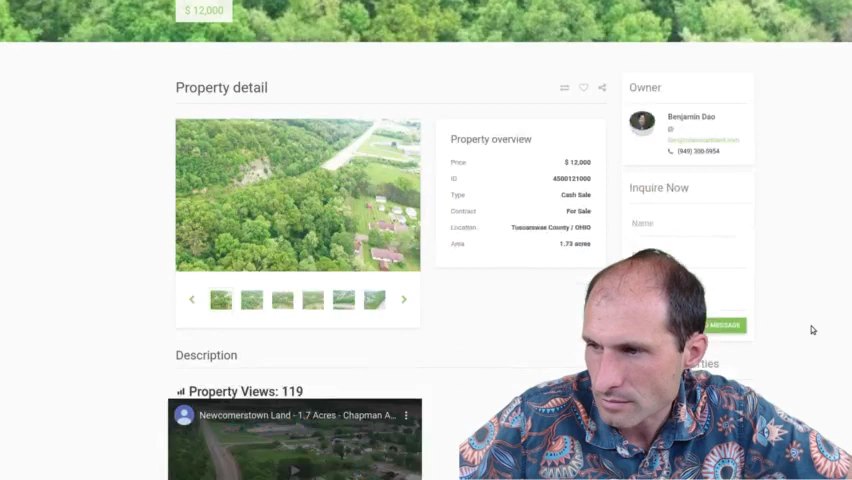 $ 12,000
Property detail
Owner
Benjamin Dao
@
(949) 300-5954
Property overview
Price $ 12,000
ID 4500121000
Type Cash Sale
Contract For Sale
Location Tuscarawas County / OHIO
Area 1.73 acres
Inquire Now
Name
MESSAGE
Description
Property Views: 119
Newcomerstown Land - 1.7 Acres - Chapman A...